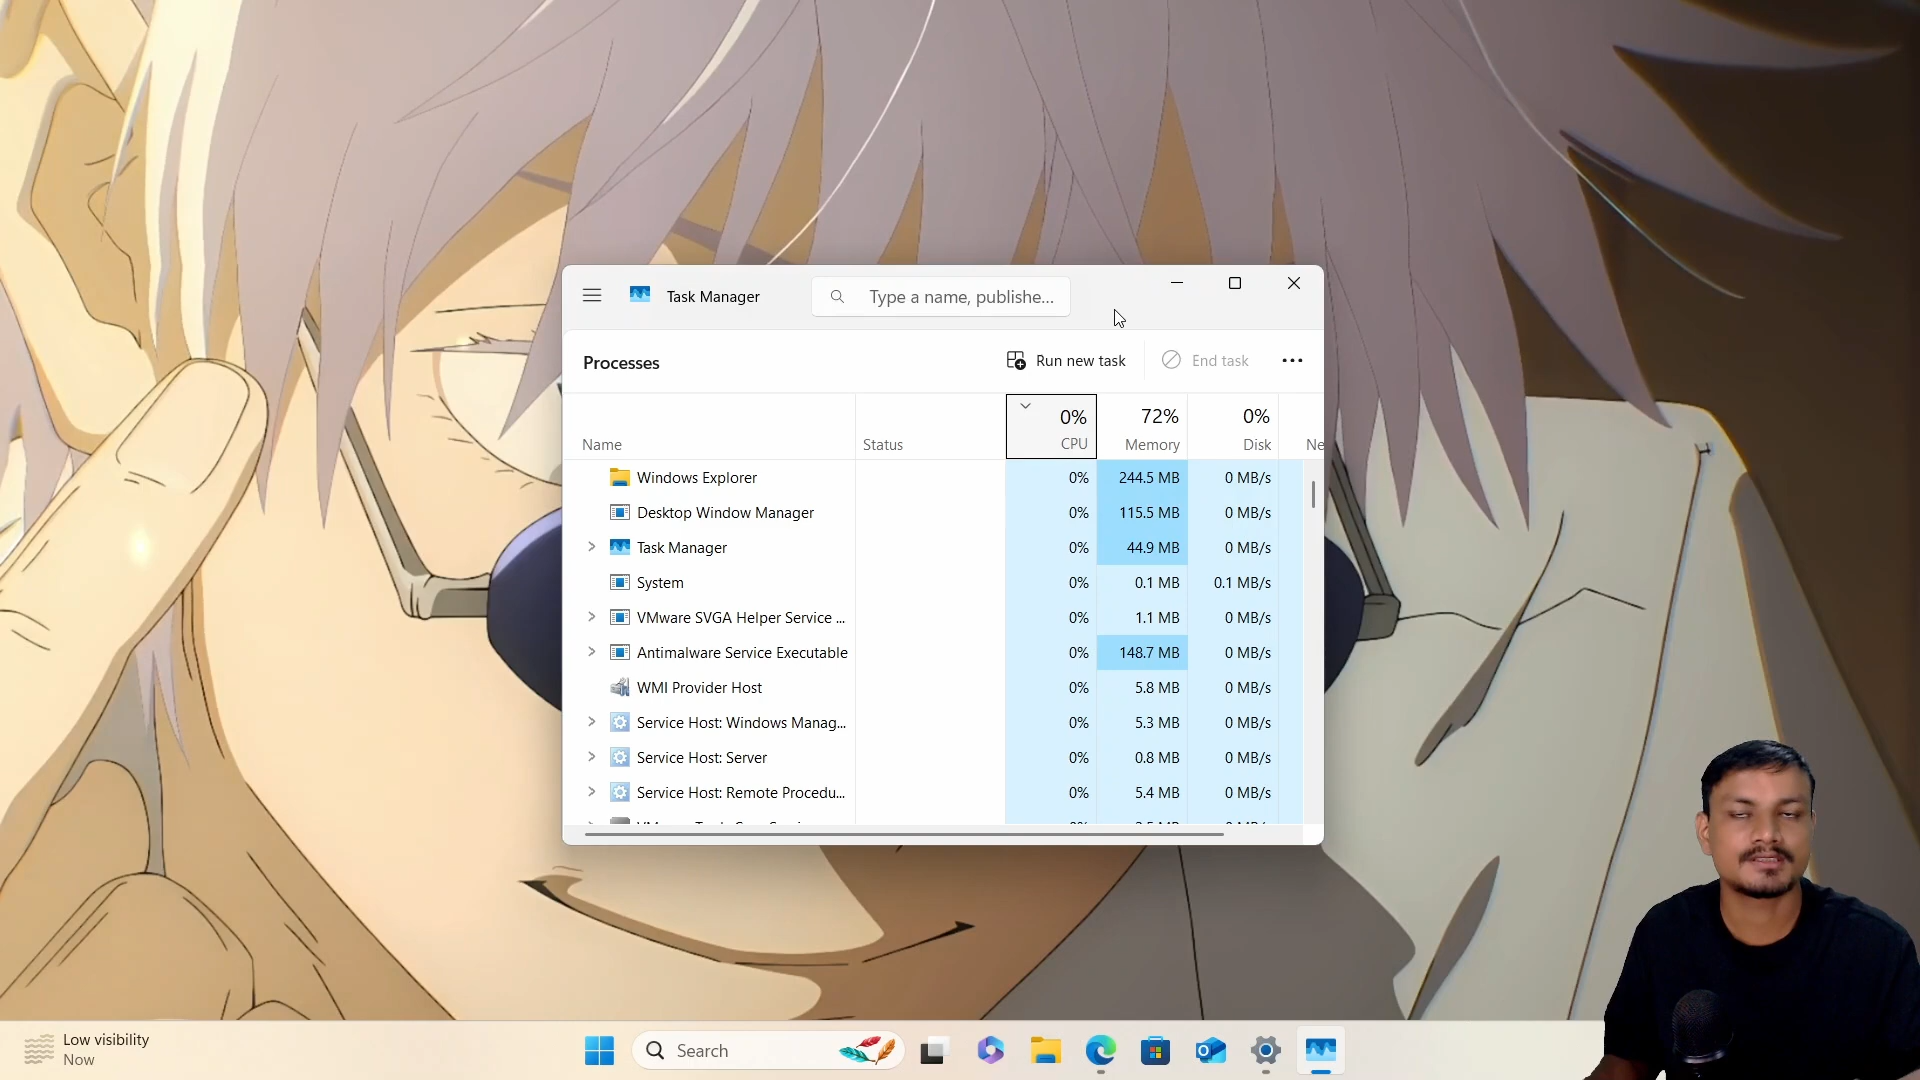 Task Manager
Type a name, publishe...
Processes
Run new task
End task
Name
Status
0%
CPU
72%
Memory
0%
Disk
Ne
Windows Explorer 0% 244.5 MB 0 MB/s
Desktop Window Manager 0% 115.5 MB 0 MB/s
Task Manager 0% 44.9 MB 0 MB/s
System 0% 0.1 MB 0.1 MB/s
VMware SVGA Helper Service ... 0% 1.1 MB 0 MB/s
Antimalware Service Executable 0% 148.7 MB 0 MB/s
WMI Provider Host 0% 5.8 MB 0 MB/s
Service Host: Windows Manag... 0% 5.3 MB 0 MB/s
Service Host: Server 0% 0.8 MB 0 MB/s
Service Host: Remote Procedu... 0% 5.4 MB 0 MB/s
Low visibility
Now
Search